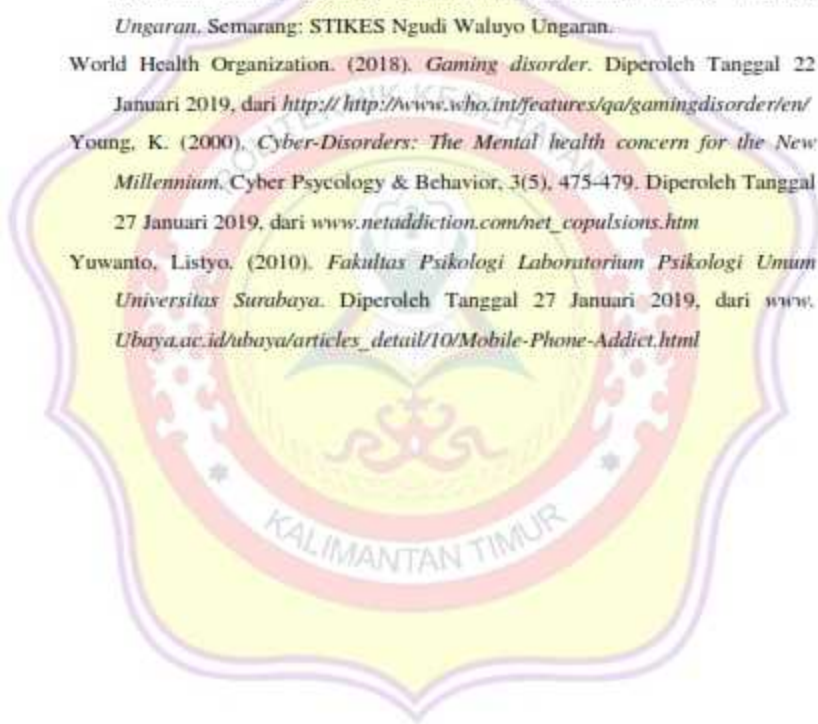 Ungaran. Semarang: STIKES Ngudi Waluyo Ungaran.
World Health Organization. (2018). Gaming disorder. Diperoleh Tanggal 22
Januari 2019, dari http:// http://www.who.int/features/qa/gamingdisorder/en/
Young, K. (2000). Cyber-Disorders: The Mental health concern for the New
Millennium. Cyber Psycology & Behavior, 3(5), 475-479. Diperoleh Tanggal
27 Januari 2019, dari www.netaddiction.com/net_copulsions.htm
Yuwanto, Listyo. (2010). Fakultas Psikologi Laboratorium Psikologi Umum
Universitas Surabaya. Diperoleh Tanggal 27 Januari 2019, dari www.
Ubaya.ac.id/ubaya/articles_detail/10/Mobile-Phone-Addict.html
KALIMANTAN TIMUR